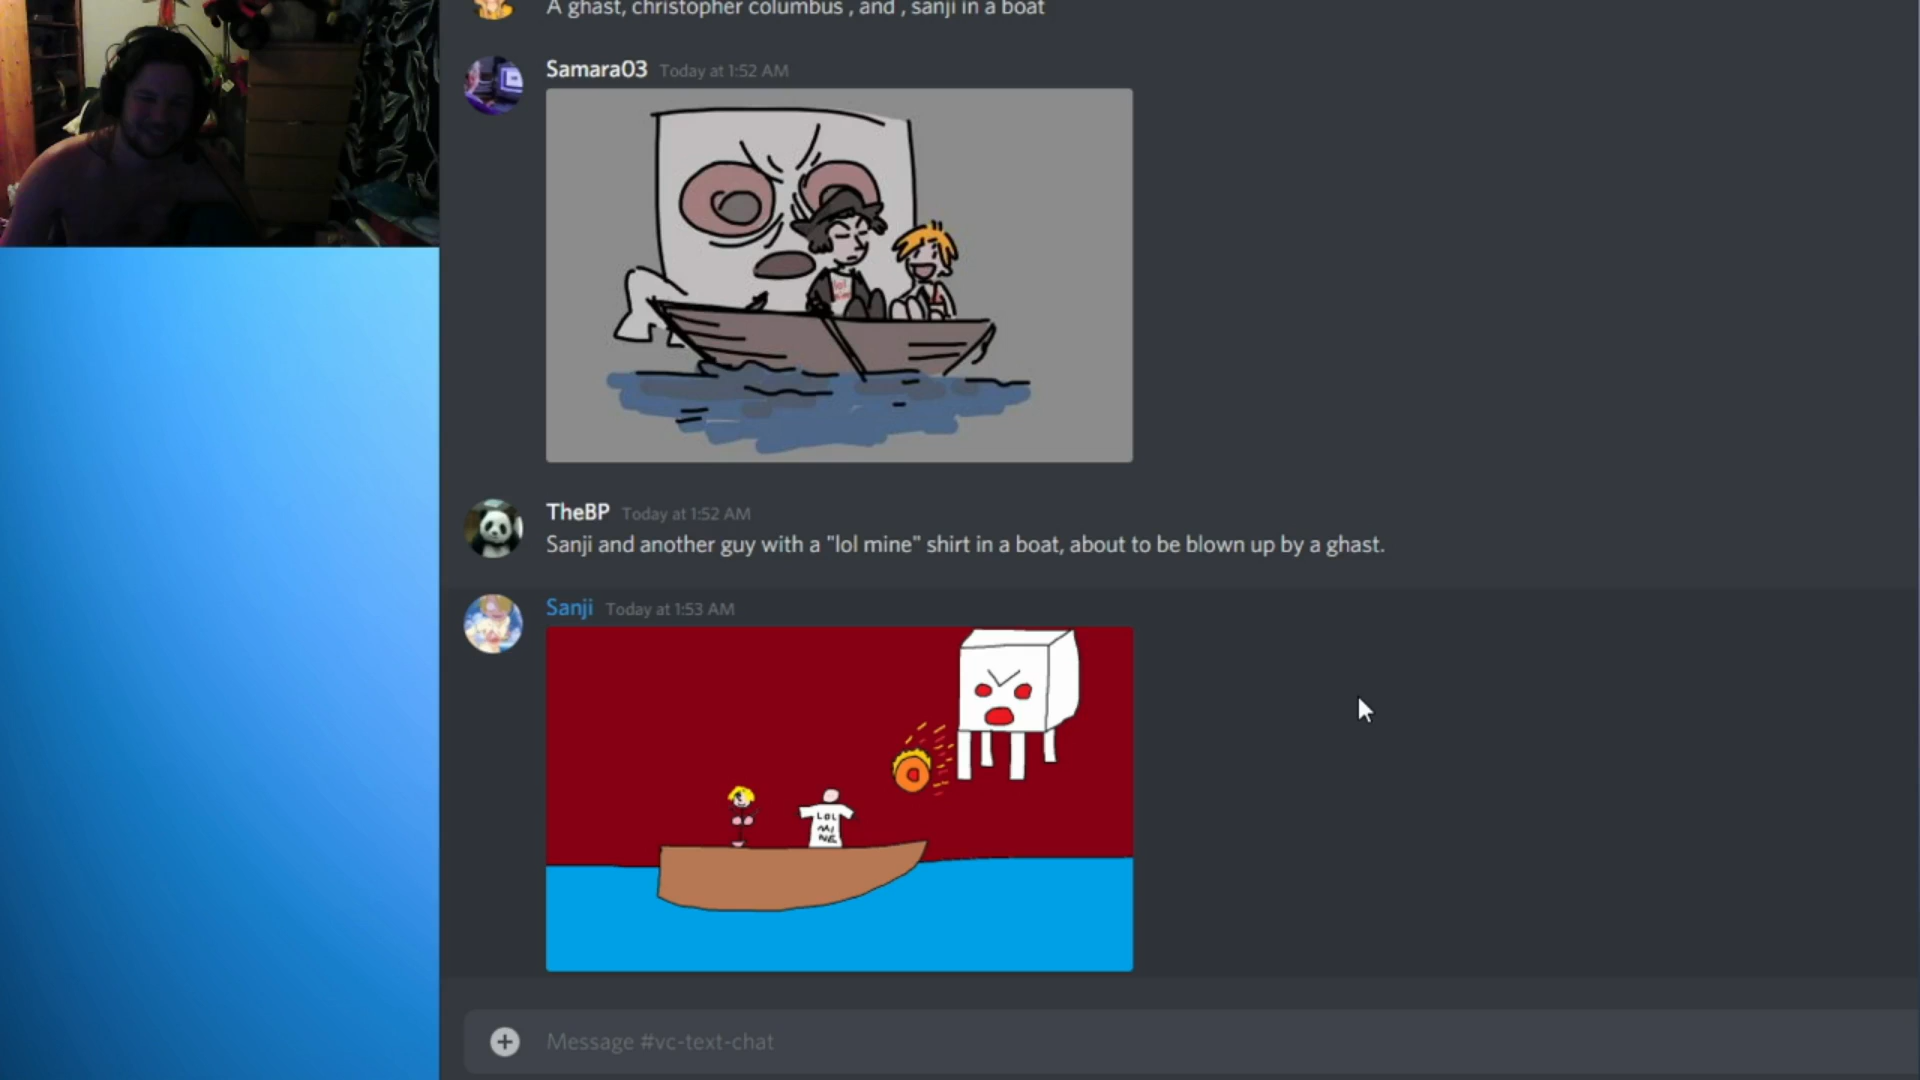 A ghast, christopher columbus , and , sanji in a boat
Samara03 Today at 1:52 AM
lol
mine
TheBP Today at 1:52 AM
Sanji and another guy with a "lol mine" shirt in a boat, about to be blown up by a ghast.
Sanji Today at 1:53 AM
LOL
MI
NE
Message #vc-text-chat